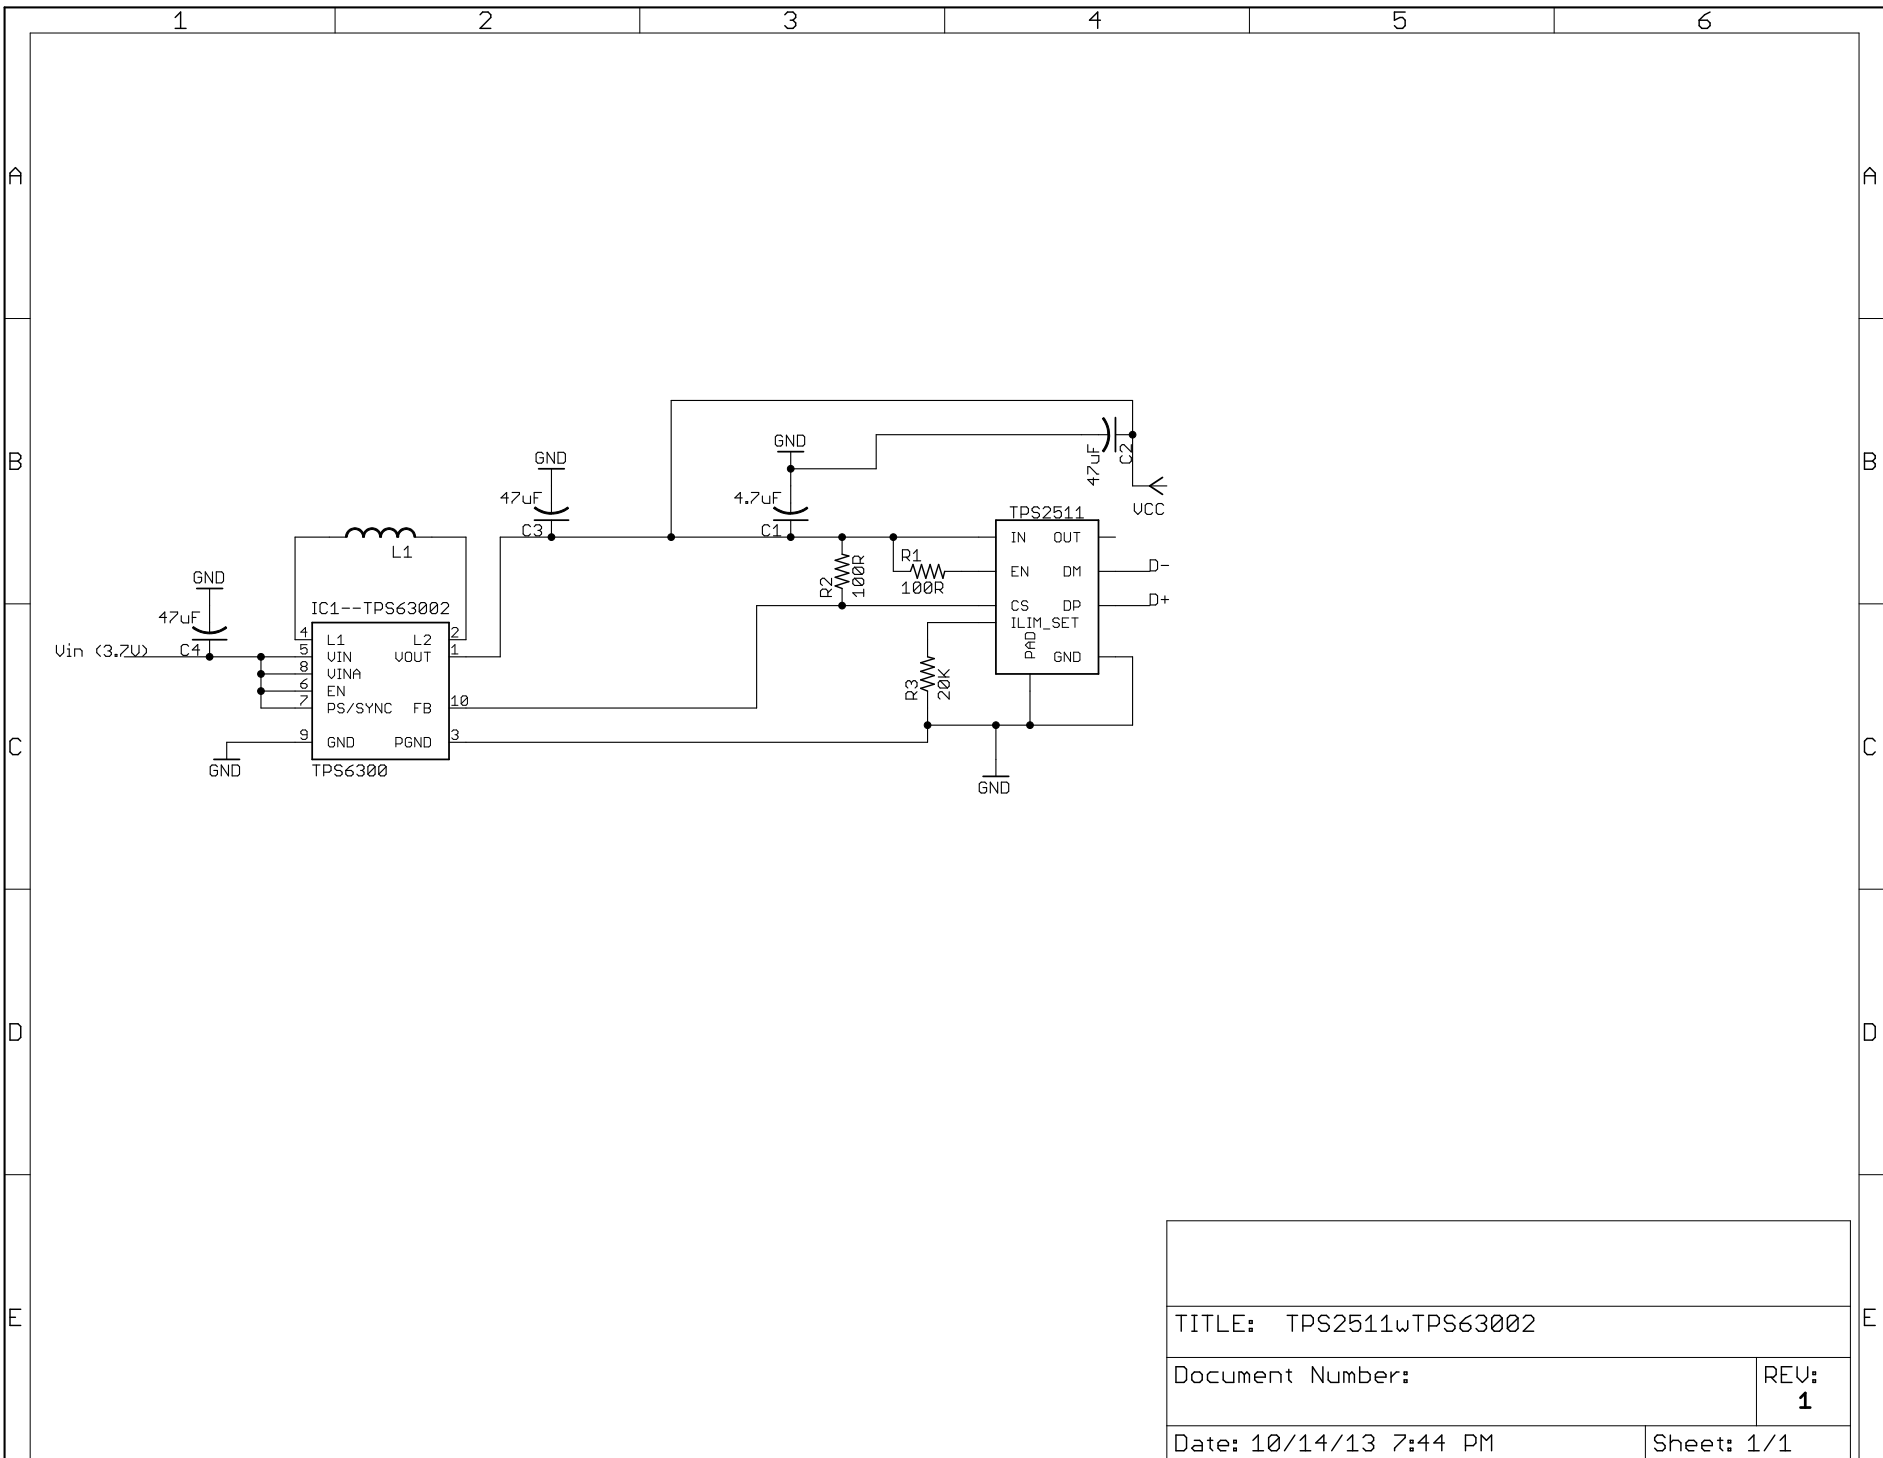 1 2 3 4 5 6
A A
GND
47uF C2
B B
GND
GND
47uF
4.7uF
VCC
TPS2511
C3
C1
IN OUT
L1
R1
EN DM
D-
R2 100R
100R
GND
D+
CS DP
IC1--TPS63002
47uF
ILIM_SET
4 L1 L2 2
Vin (3.7V) C4
5 VIN VOUT 1
PAD GND
8 VINA
6 EN
R3 20K
7 PS/SYNC FB 10
C C
9 GND PGND 3
GND
TPS6300
GND
D D
E E
TITLE: TPS2511wTPS63002
Document Number:
REV:
1
Date: 10/14/13 7:44 PM
Sheet: 1/1